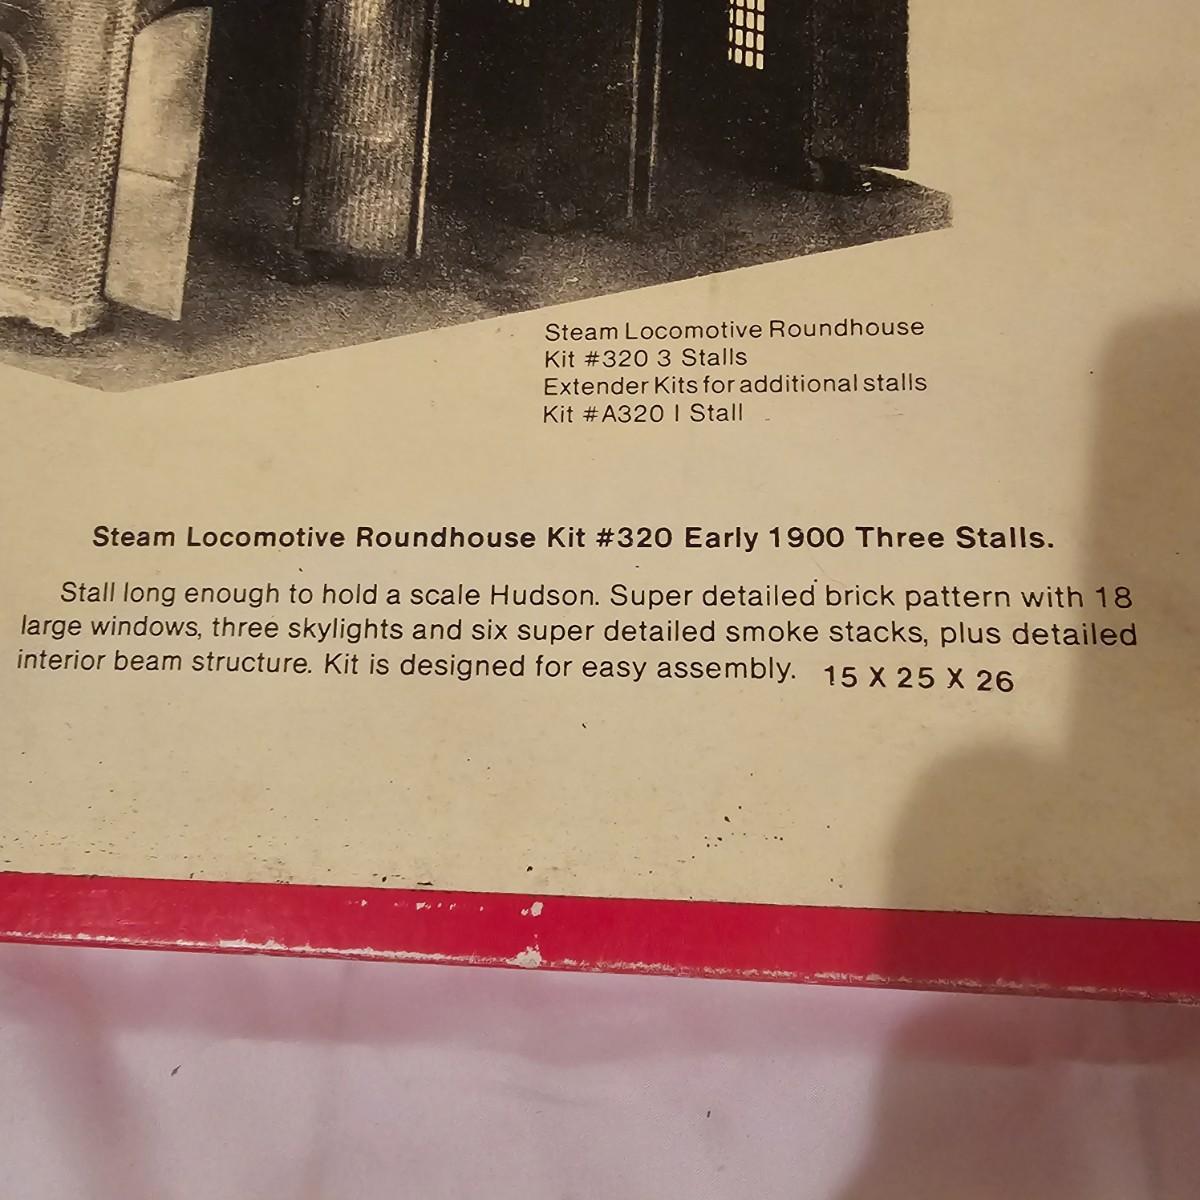 Steam Locomotive Roundhouse
Kit #320 3 Stalls
Extender Kits for additional stalls
Kit #A320 I Stall
Steam Locomotive Roundhouse Kit #320 Early 1900 Three Stalls.
Stall long enough to hold a scale Hudson. Super detailed brick pattern with 18
large windows, three skylights and six super detailed smoke stacks, plus detailed
interior beam structure. Kit is designed for easy assembly. 15 X 25 X 26